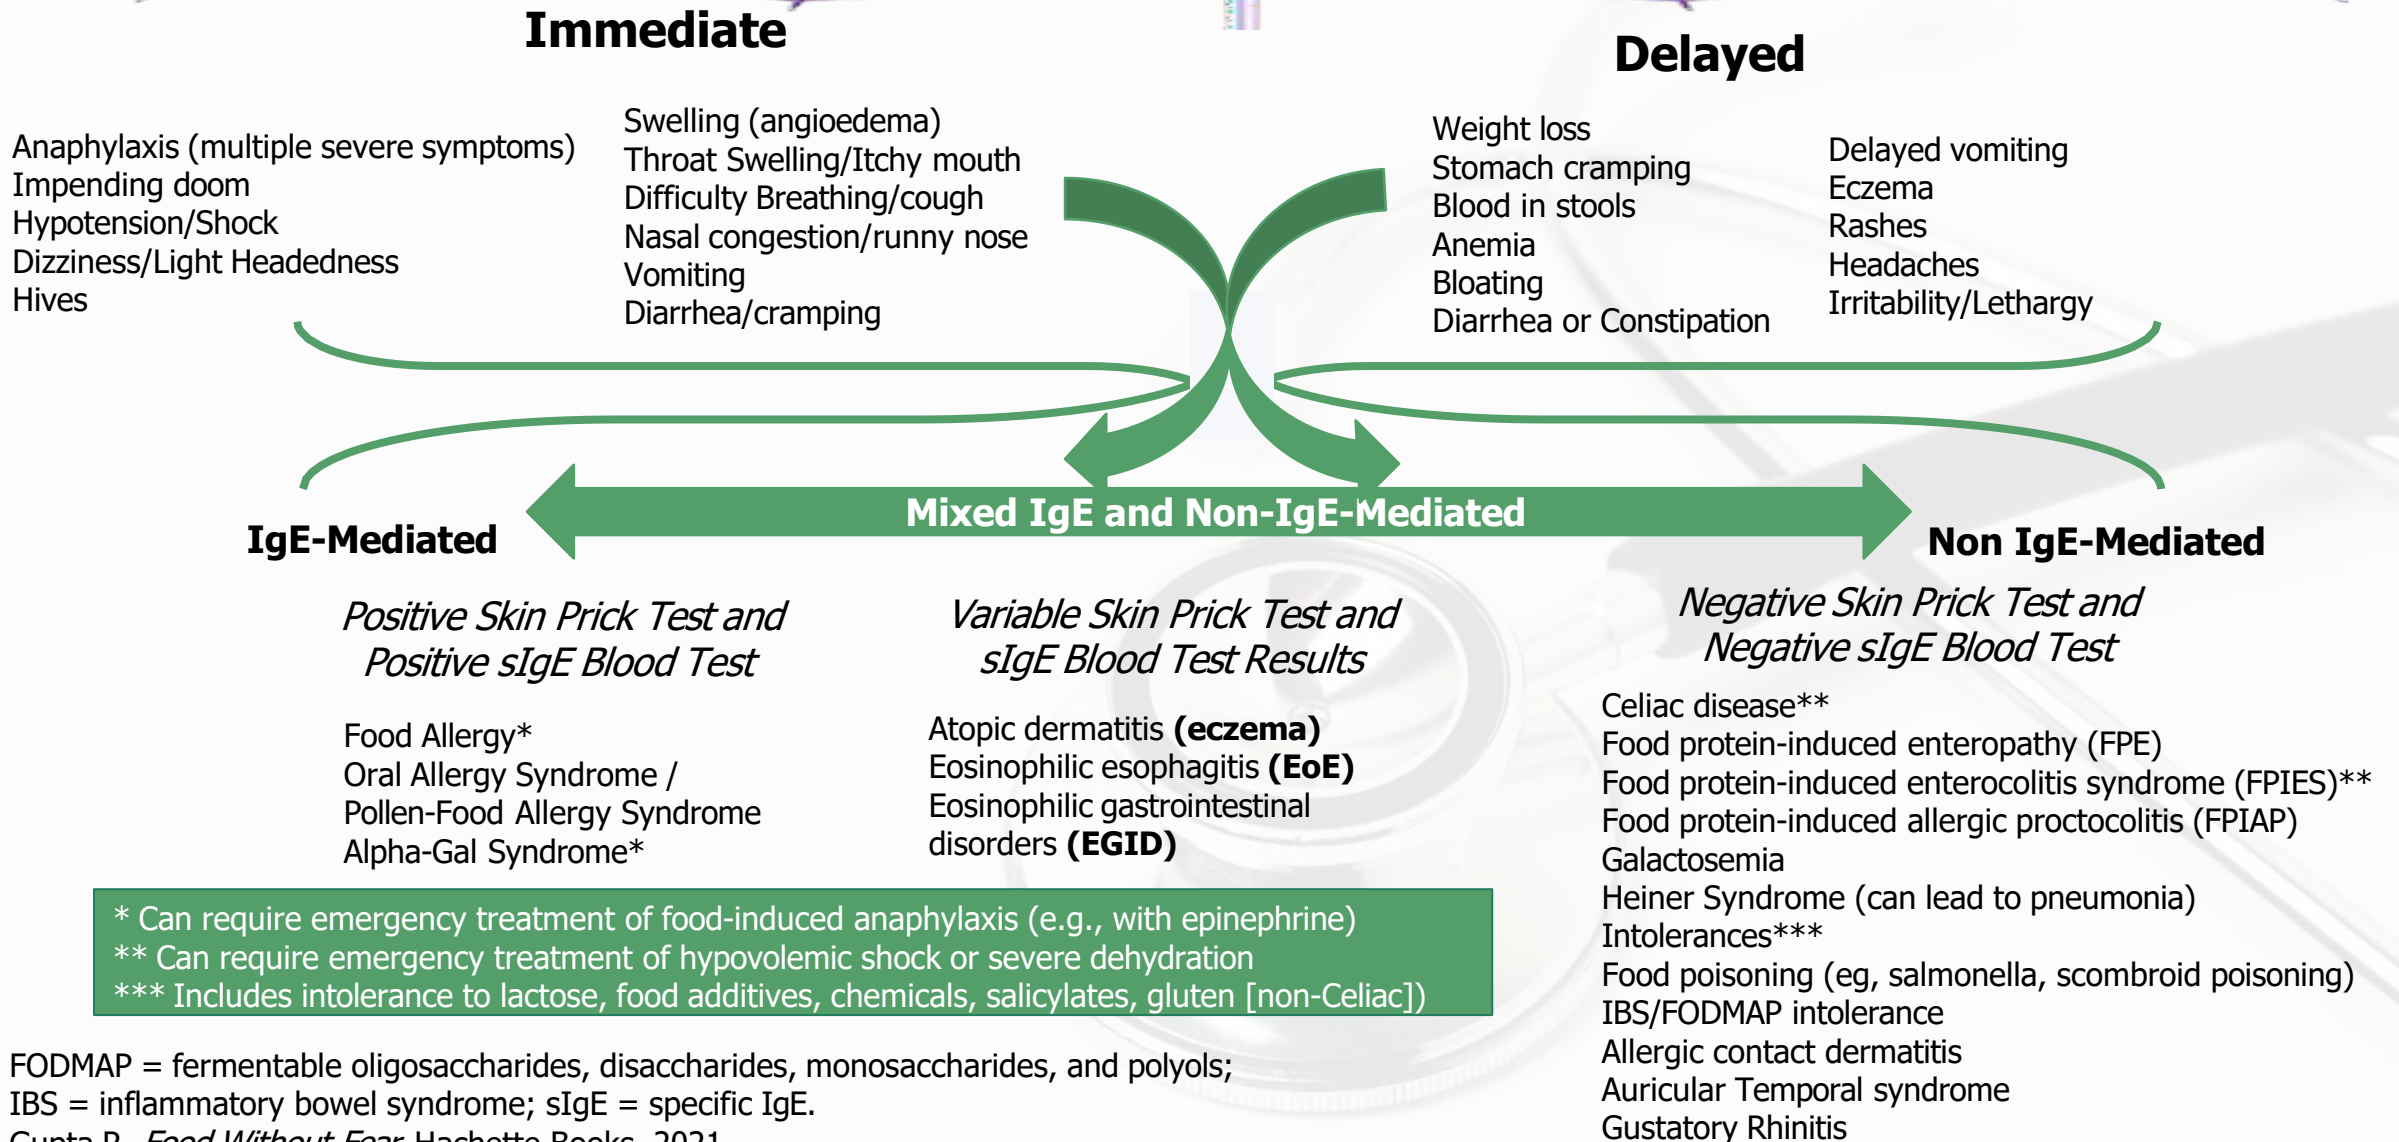 Immediate
Delayed
Anaphylaxis (multiple severe symptoms)
Impending doom
Hypotension/Shock
Dizziness/Light Headedness
Hives
Swelling (angioedema)
Throat Swelling/Itchy mouth
Difficulty Breathing/cough
Nasal congestion/runny nose
Vomiting
Diarrhea/cramping
Weight loss
Stomach cramping
Blood in stools
Anemia
Bloating
Diarrhea or Constipation
Delayed vomiting
Eczema
Rashes
Headaches
Irritability/Lethargy
Mixed IgE and Non-IgE-Mediated
IgE-Mediated
Non IgE-Mediated
Positive Skin Prick Test and
Positive sIgE Blood Test
Food Allergy*
Oral Allergy Syndrome /
Pollen-Food Allergy Syndrome
Alpha-Gal Syndrome*
Variable Skin Prick Test and
sIgE Blood Test Results
Atopic dermatitis (eczema)
Eosinophilic esophagitis (EoE)
Eosinophilic gastrointestinal
disorders (EGID)
Negative Skin Prick Test and
Negative sIgE Blood Test
Celiac disease**
Food protein-induced enteropathy (FPE)
Food protein-induced enterocolitis syndrome (FPIES)**
Food protein-induced allergic proctocolitis (FPIAP)
Galactosemia
Heiner Syndrome (can lead to pneumonia)
Intolerances***
Food poisoning (eg, salmonella, scombroid poisoning)
IBS/FODMAP intolerance
Allergic contact dermatitis
Auricular Temporal syndrome
Gustatory Rhinitis
* Can require emergency treatment of food-induced anaphylaxis (e.g., with epinephrine)
** Can require emergency treatment of hypovolemic shock or severe dehydration
*** Includes intolerance to lactose, food additives, chemicals, salicylates, gluten [non-Celiac])
FODMAP = fermentable oligosaccharides, disaccharides, monosaccharides, and polyols;
IBS = inflammatory bowel syndrome; sIgE = specific IgE.
Gupta R. Food Without Fear. Hachette Books, 2021